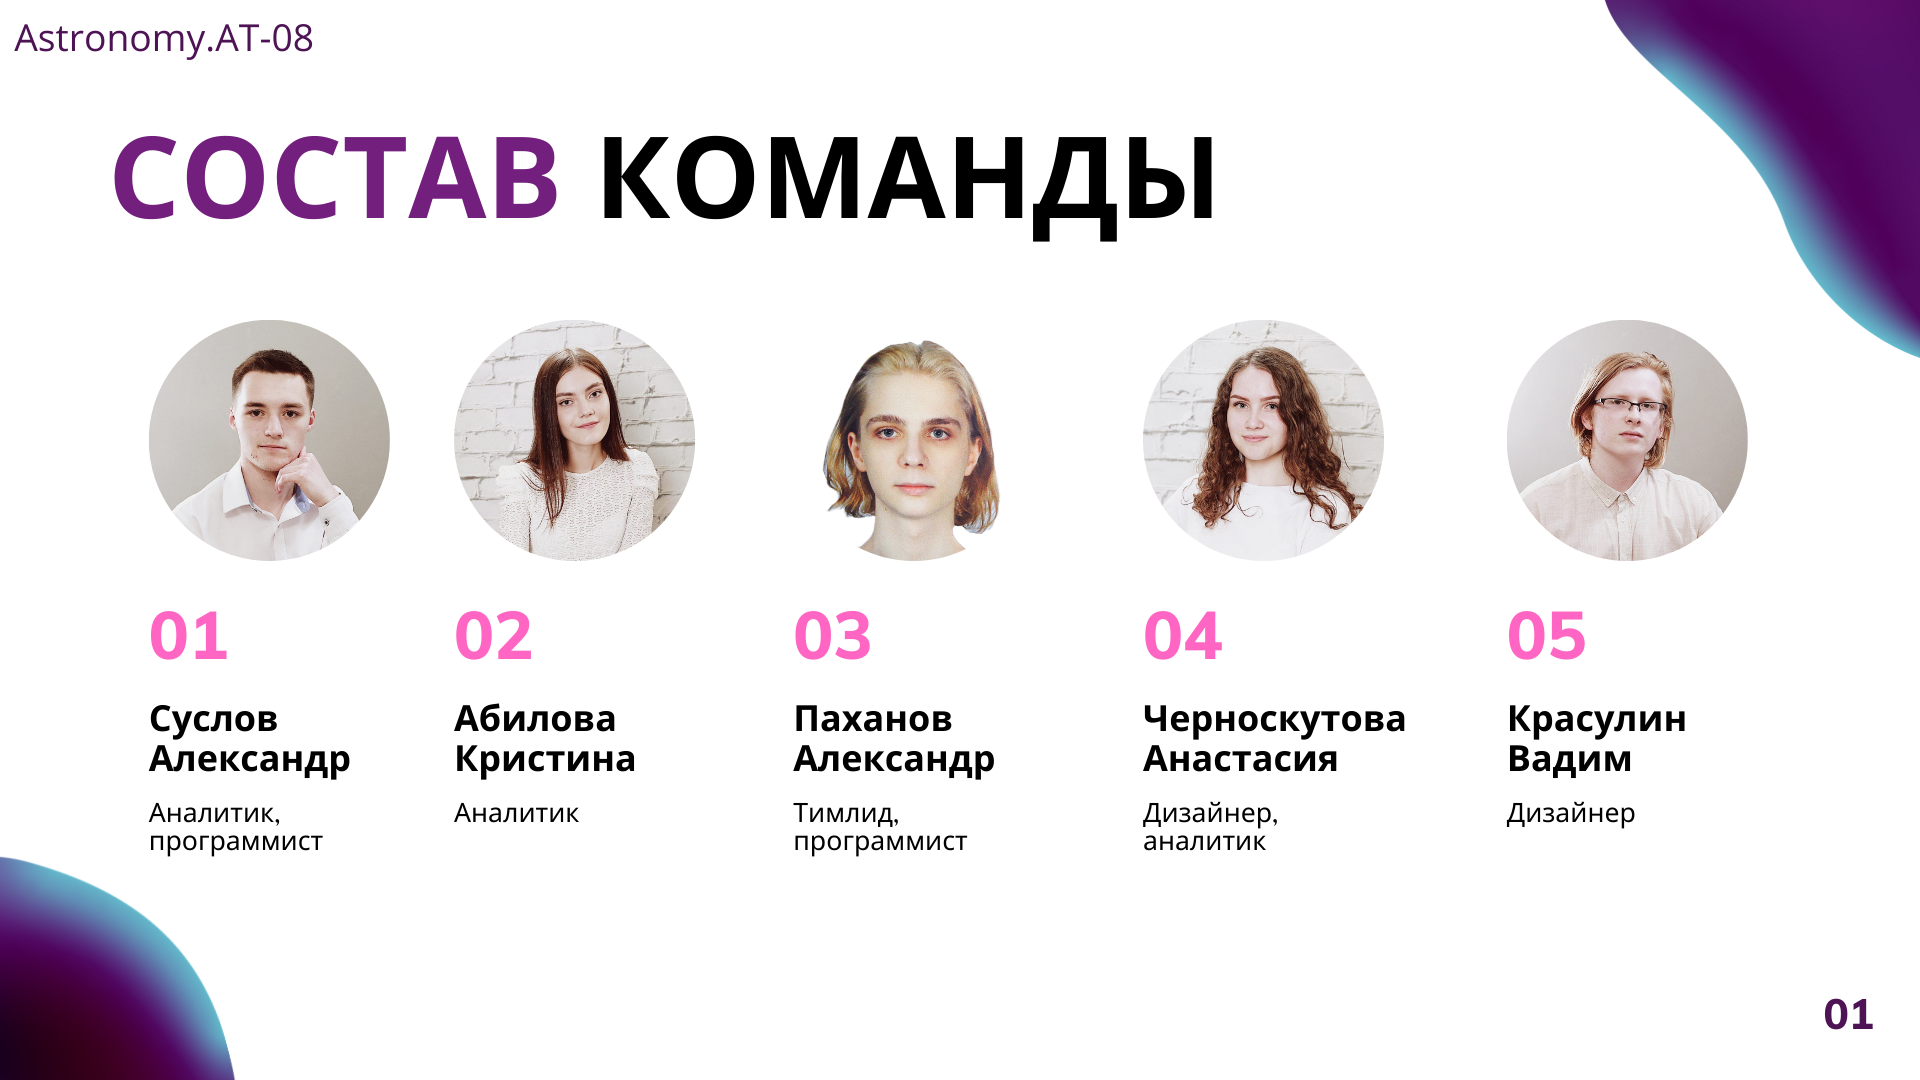 Astronomy.AT-08
СОСТАВ КОМАНДЫ
01
Суслов
Александр
Аналитик,
программист
02
Абилова
Кристина
Аналитик
03
Паханов
Александр
Тимлид,
программист
04
Черноскутова
Анастасия
Дизайнер,
аналитик
05
Красулин
Вадим
Дизайнер
01